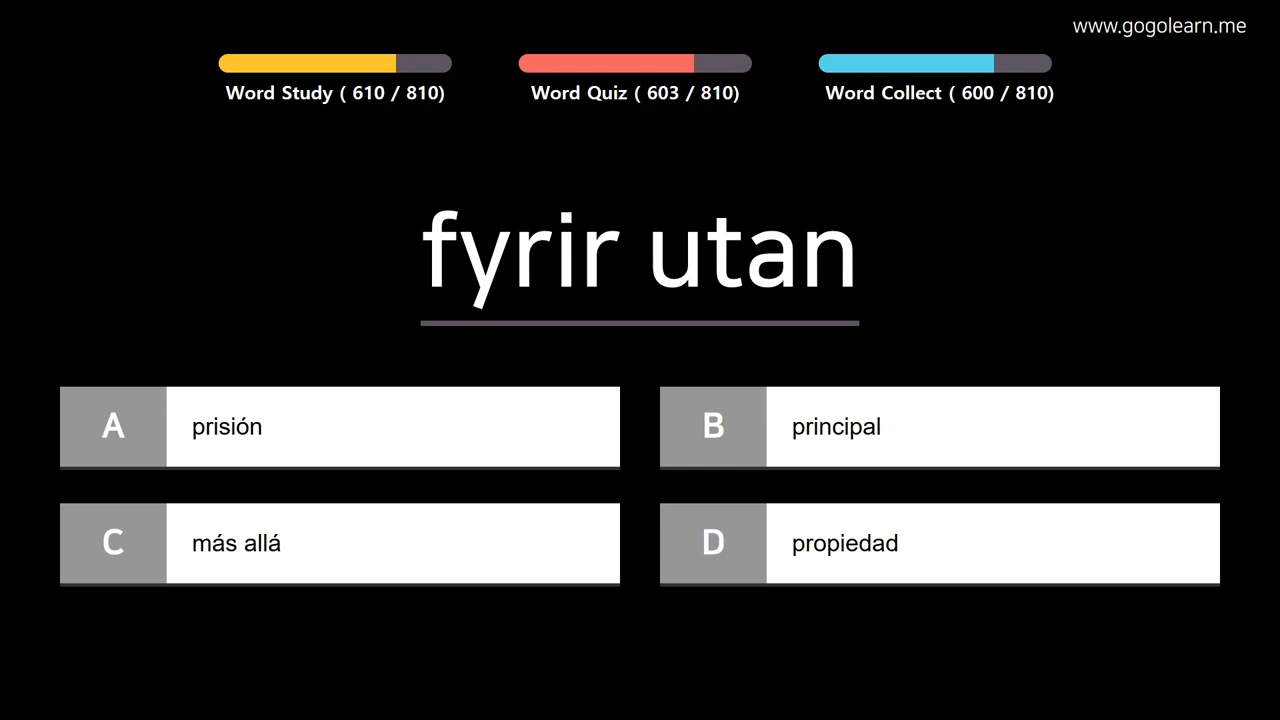 www.gogolearn.me
Word Study ( 610 / 810)
Word Quiz ( 603 / 810)
Word Collect ( 600 / 810)
fyrir utan
A prisión
B principal
C más allá
D propiedad